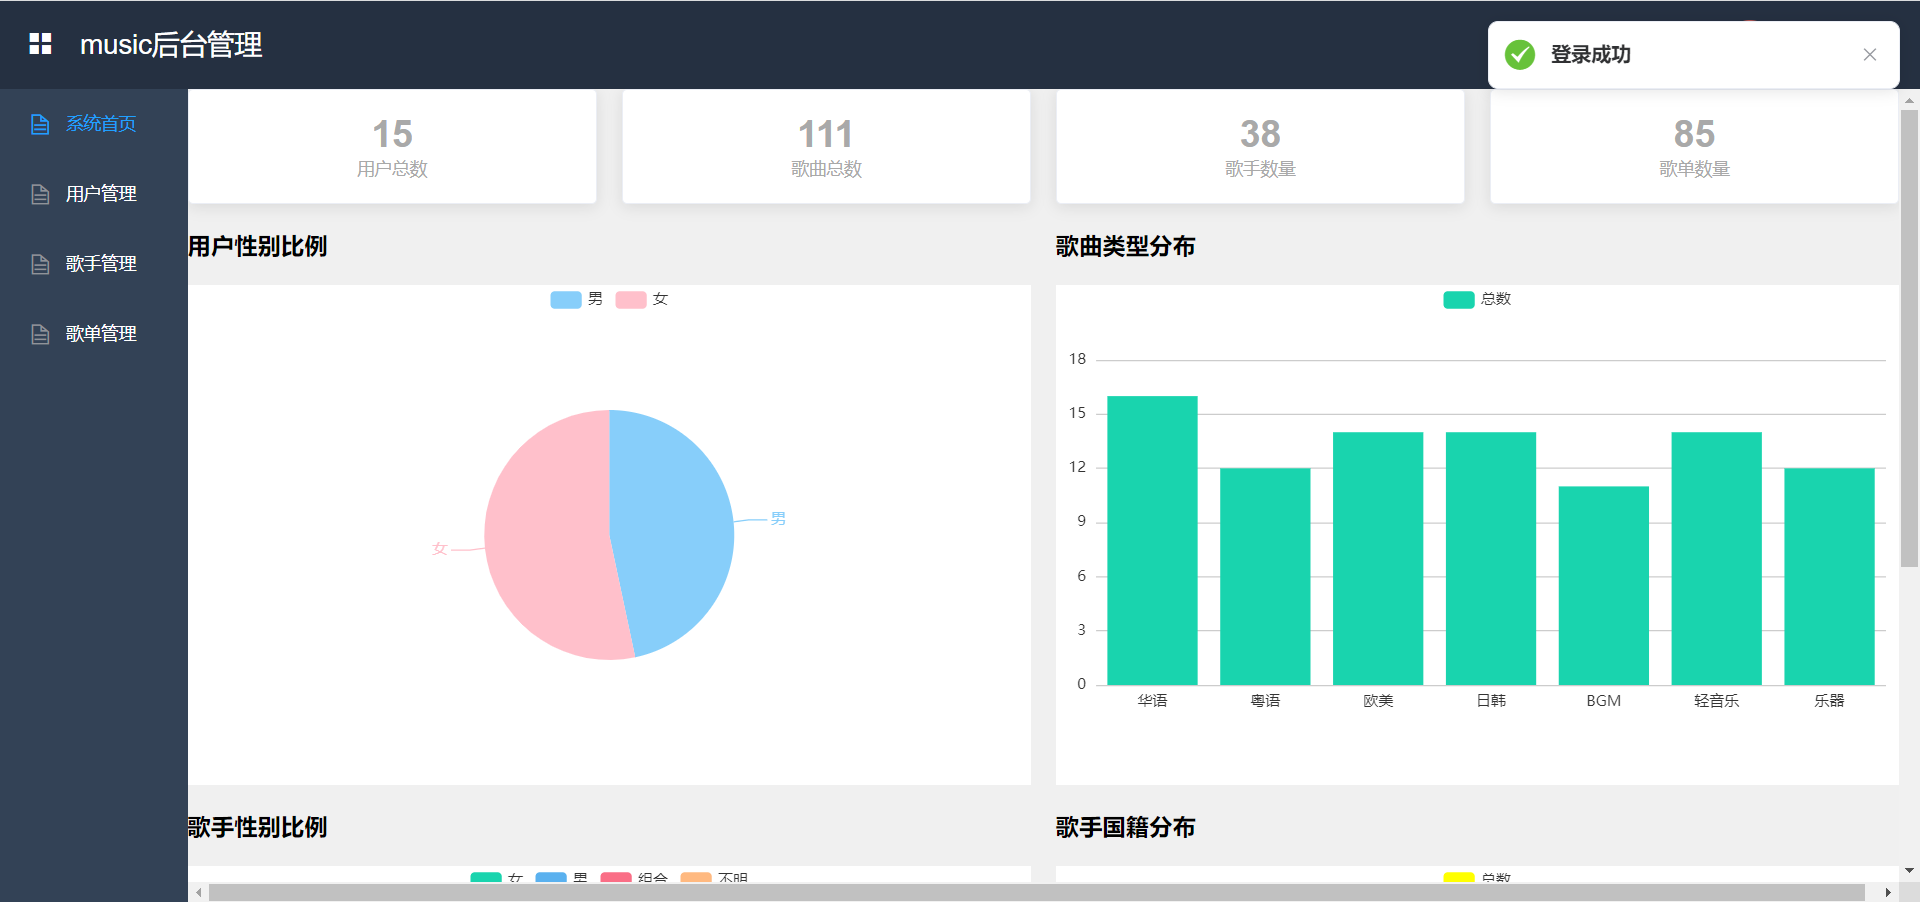 music后台管理
登录成功
系统首页
用户管理
歌手管理
歌单管理
15
用户总数
111
歌曲总数
38
歌手数量
85
歌单数量
用户性别比例
男 女
男
女
歌曲类型分布
总数
18
15
12
9
6
3
0
华语 粤语 欧美 日韩 BGM 轻音乐 乐器
歌手性别比例
女 男 组合 不明
歌手国籍分布
总数